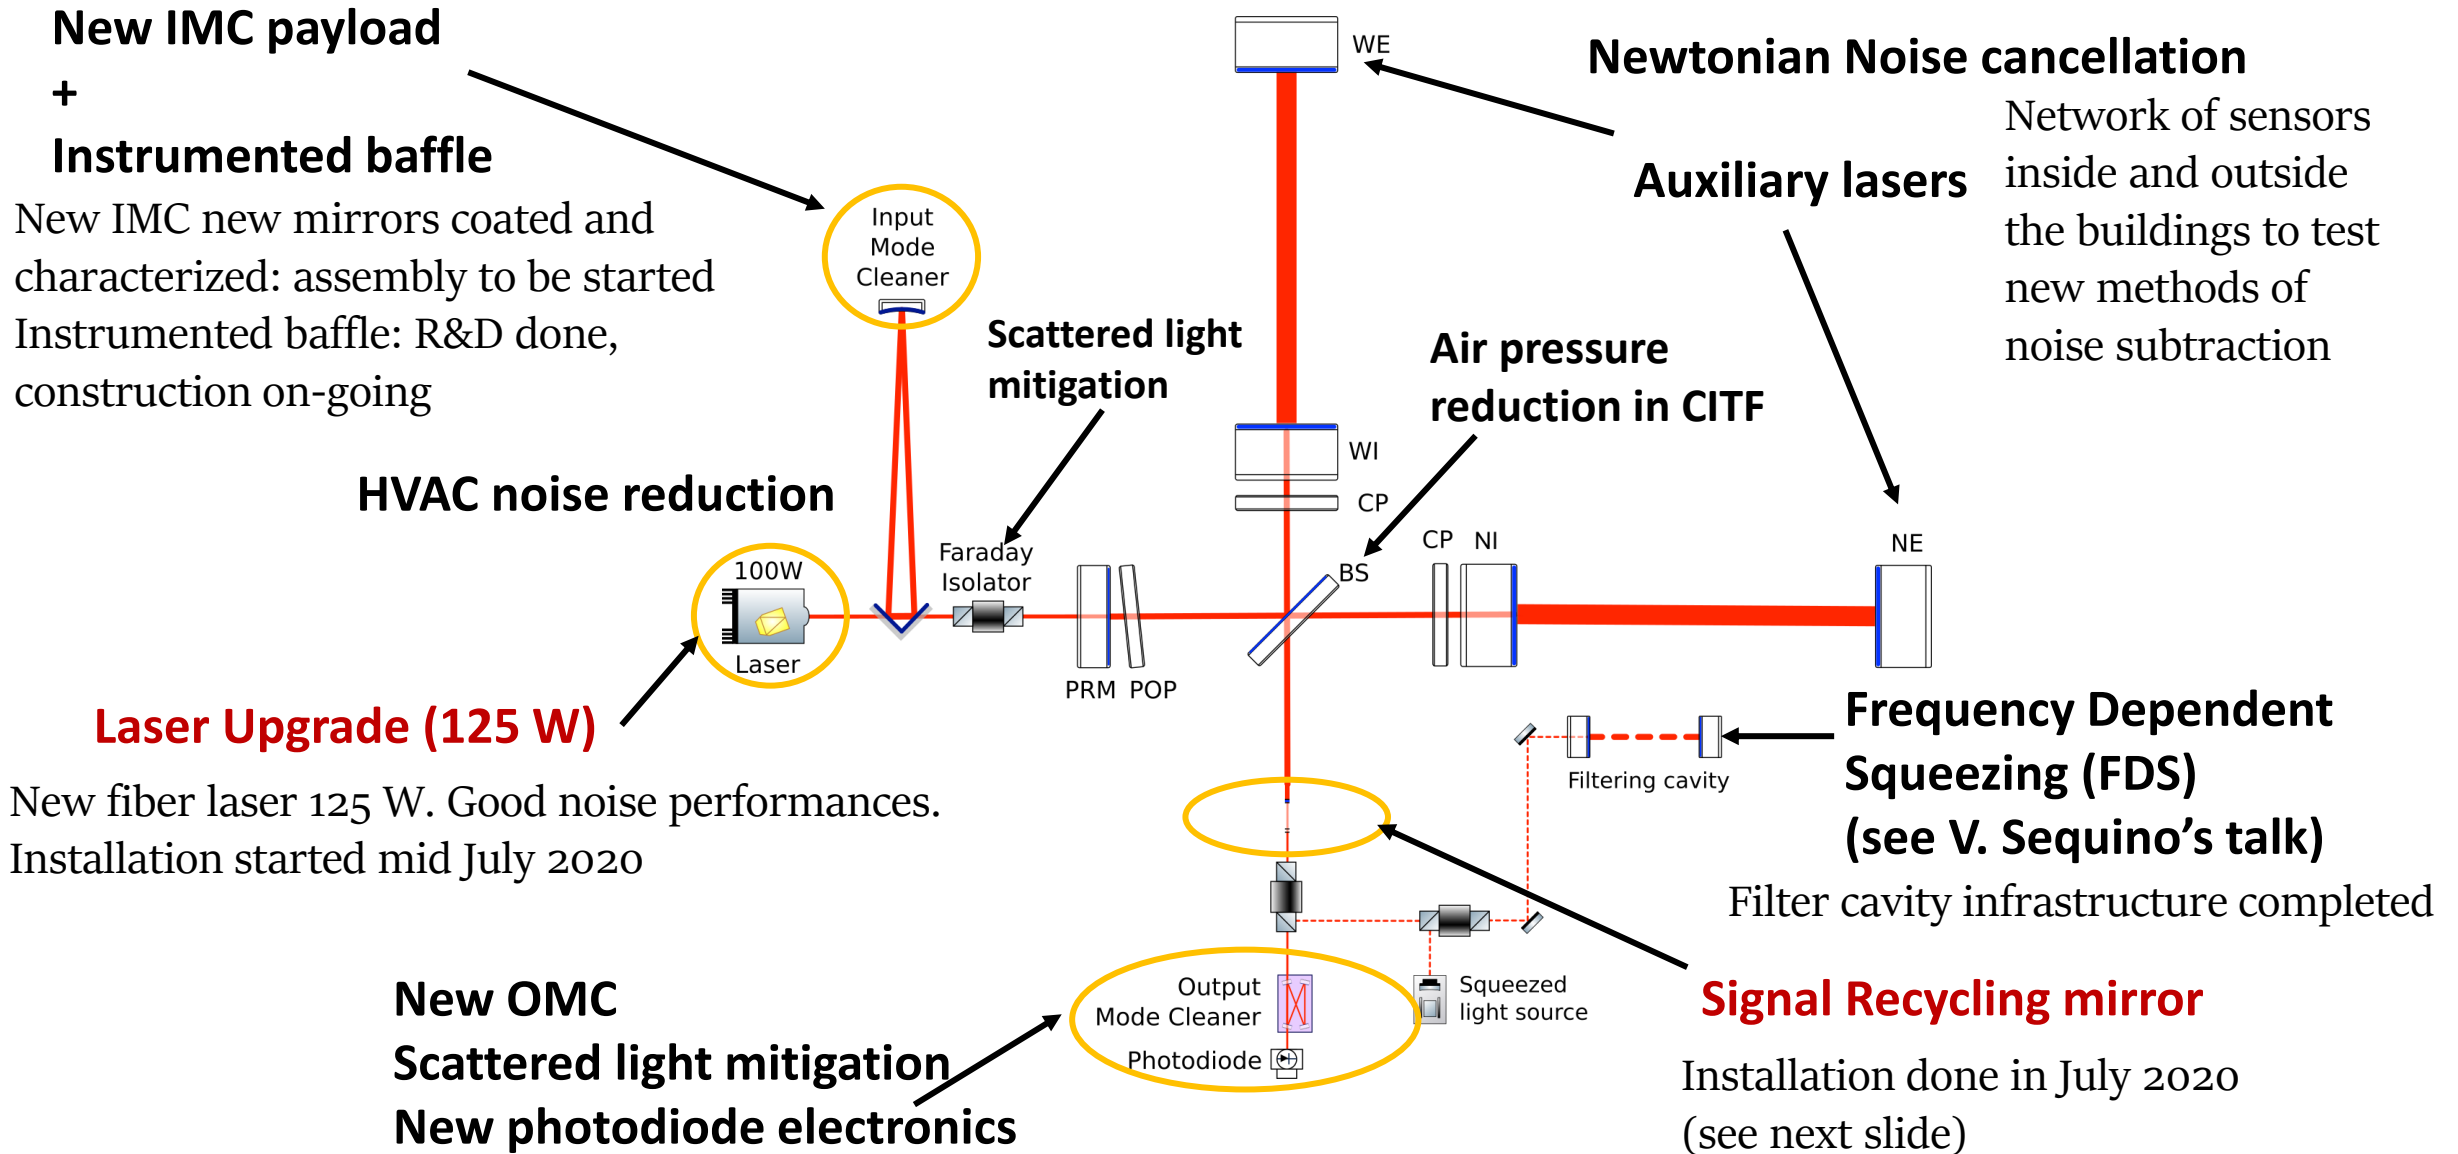 New IMC payload
+
Instrumented baffle
New IMC new mirrors coated and
characterized: assembly to be started
Instrumented baffle: R&D done,
construction on-going
Input
Mode
Cleaner
WE
Newtonian Noise cancellation
Network of sensors
inside and outside
the buildings to test
new methods of
noise subtraction
Auxiliary lasers
Scattered light
mitigation
Air pressure
reduction in CITF
HVAC noise reduction
WI
CP
100W
Laser
Faraday
Isolator
PRM POP
BS
CP NI
NE
Laser Upgrade (125 W)
New fiber laser 125 W. Good noise performances.
Installation started mid July 2020
Filtering cavity
Frequency Dependent
Squeezing (FDS)
(see V. Sequino’s talk)
Filter cavity infrastructure completed
New OMC
Scattered light mitigation
New photodiode electronics
Output
Mode Cleaner
Photodiode
Squeezed
light source
Signal Recycling mirror
Installation done in July 2020
(see next slide)